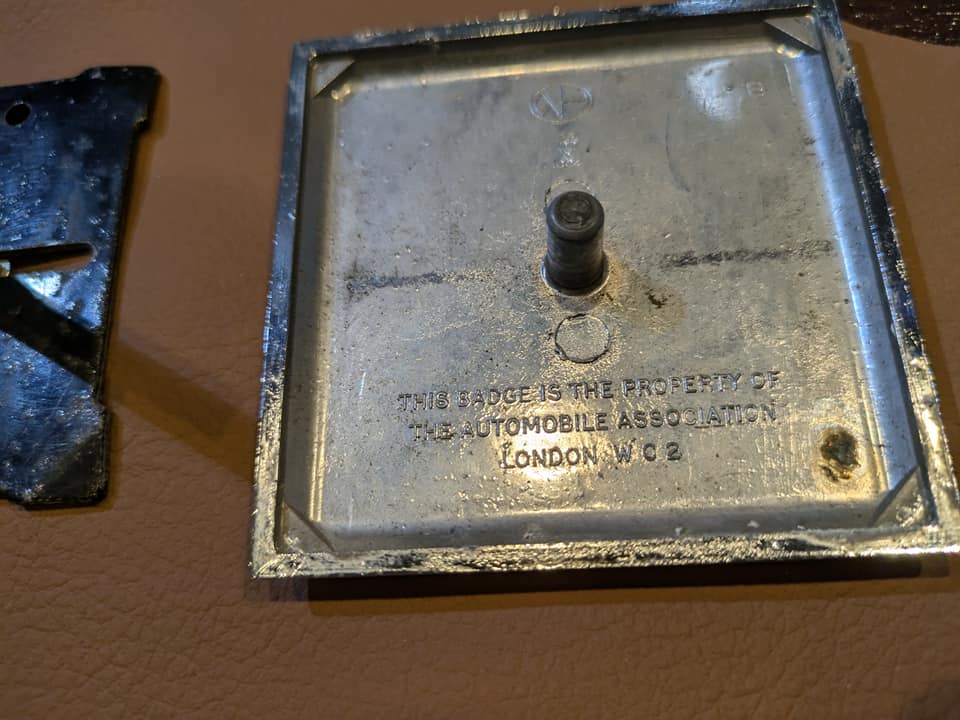 B
THIS BADGE IS THE PROPERTY OF
THE AUTOMOBILE ASSOCIATION
LONDON W C 2